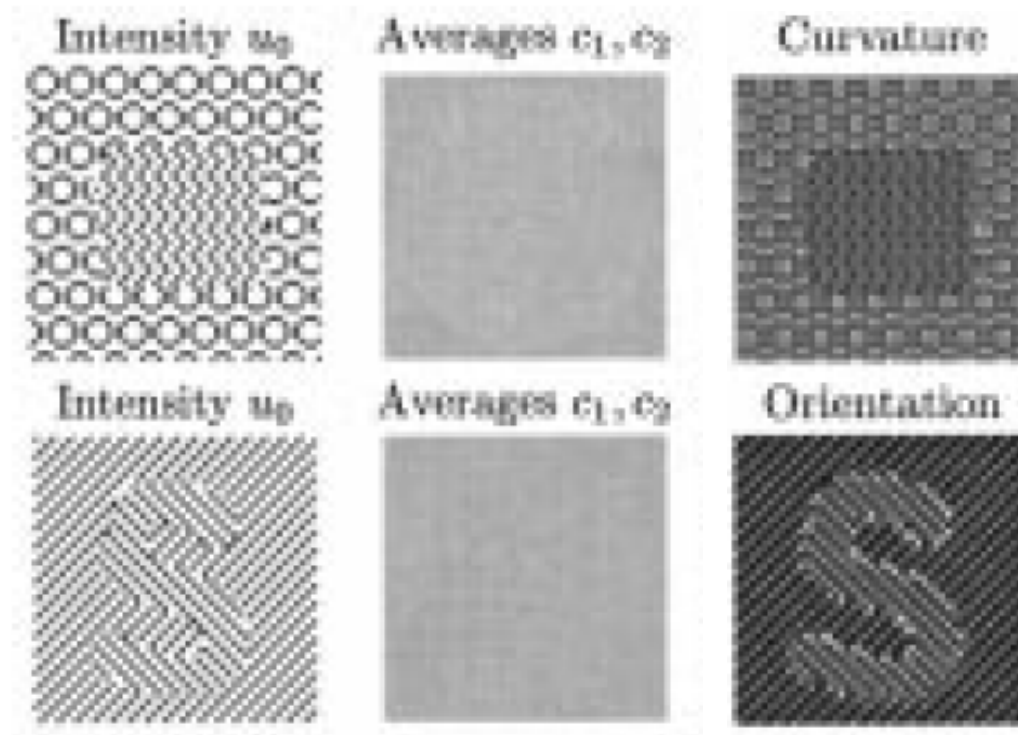 Intensity u₀
Averages c₁, c₂
Curvature
Intensity u₀
Averages c₁, c₂
Orientation